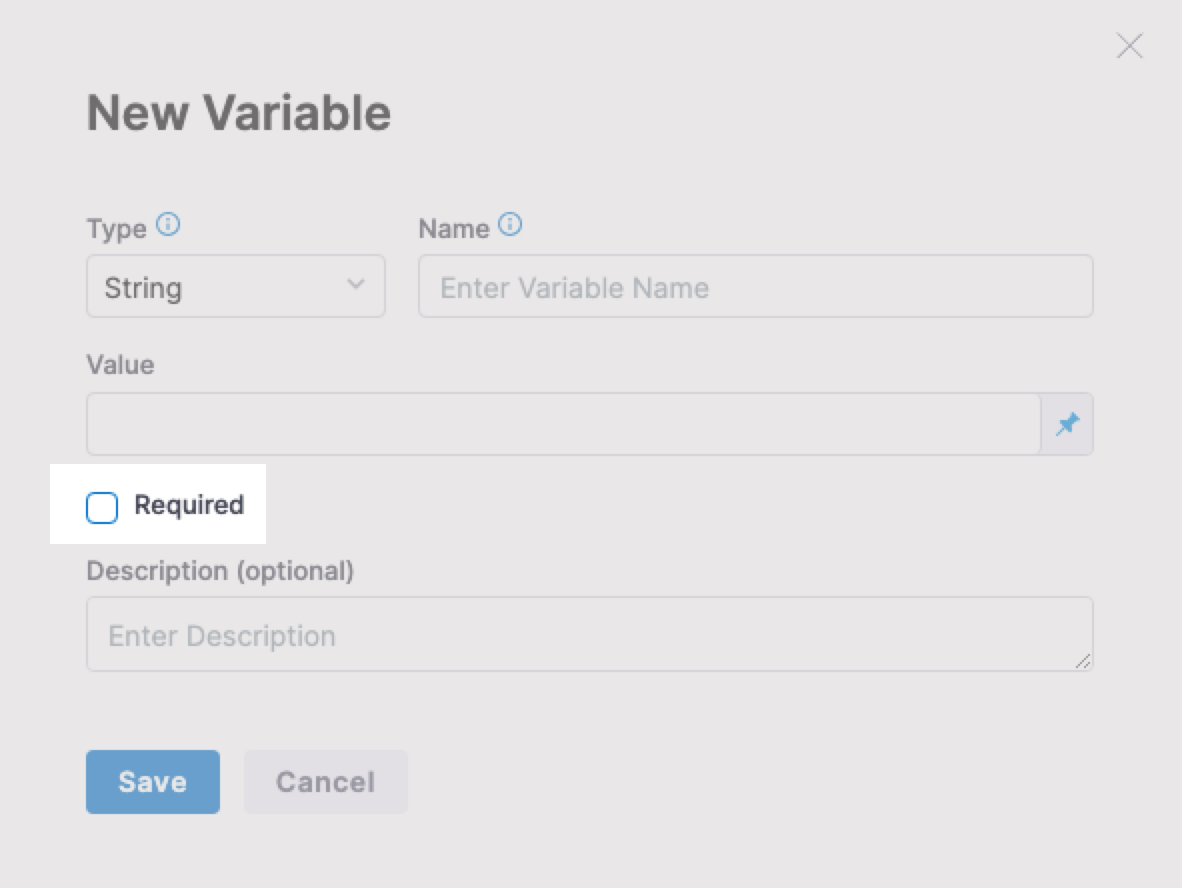 New Variable
Type Name
String Enter Variable Name
Value
Required
Description (optional)
Enter Description
Save Cancel